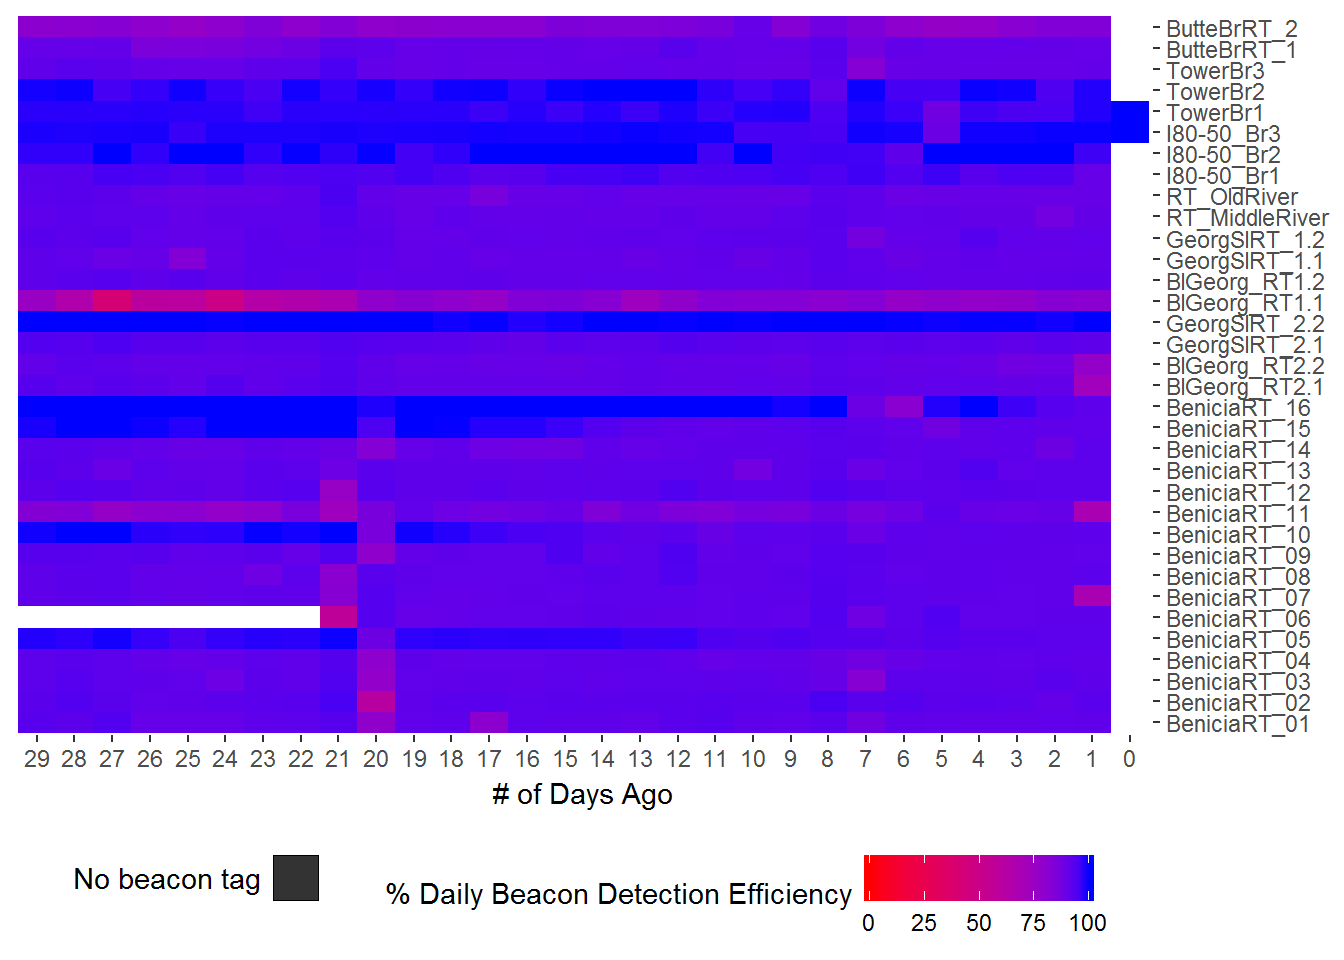 ButteBrRT_2
ButteBrRT_1
TowerBr3
TowerBr2
TowerBr1
I80-50_Br3
I80-50_Br2
I80-50_Br1
RT_OldRiver
RT_MiddleRiver
GeorgSlRT_1.2
GeorgSlRT_1.1
BlGeorg_RT1.2
BlGeorg_RT1.1
GeorgSlRT_2.2
GeorgSlRT_2.1
BlGeorg_RT2.2
BlGeorg_RT2.1
BeniciaRT_16
BeniciaRT_15
BeniciaRT_14
BeniciaRT_13
BeniciaRT_12
BeniciaRT_11
BeniciaRT_10
BeniciaRT_09
BeniciaRT_08
BeniciaRT_07
BeniciaRT_06
BeniciaRT_05
BeniciaRT_04
BeniciaRT_03
BeniciaRT_02
BeniciaRT_01
29 28 27 26 25 24 23 22 21 20 19 18 17 16 15 14 13 12 11 10 9 8 7 6 5 4 3 2 1 0
# of Days Ago
No beacon tag
% Daily Beacon Detection Efficiency
0 25 50 75 100